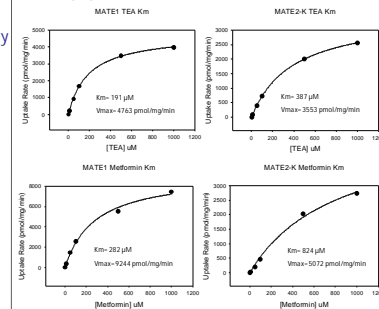 y
MATE1 TEA Km
Uptake Rate (pmol/mg/min)
5000
4000
3000
2000
1000
0
Km= 191 µM
Vmax= 4763 pmol/mg/min
0 200 400 600 800 1000 1200
[TEA] uM
MATE2-K TEA Km
Uptake Rate (pmol/mg/min)
3000
2500
2000
1500
1000
500
0
Km= 387 µM
Vmax=3553 pmol/mg/min
0 200 400 600 800 1000 1200
[TEA] uM
MATE1 Metformin Km
Uptake Rate (pmol/mg/min)
8000
6000
4000
2000
0
Km= 282 µM
Vmax=9244 pmol/mg/min
0 200 400 600 800 1000 1200
[Metformin] uM
MATE2-K Metformin Km
Uptake Rate (pmol/mg/min)
3000
2500
2000
1500
1000
500
0
Km= 824 µM
Vmax=5072 pmol/mg/min
0 200 400 600 800 1000 1200
[Metformin] uM